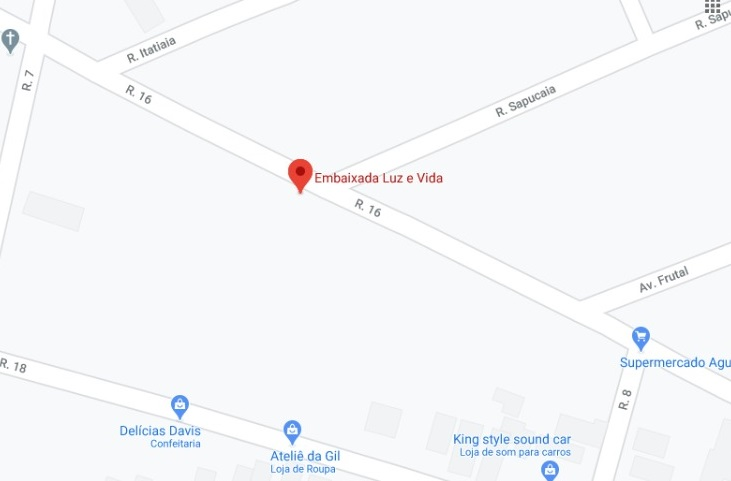 R. Sapu
R. Itatiaia
R. 7
R. 16
R. Sapucaia
Embaixada Luz e Vida
R. 16
Av. Frutal
Supermercado Agu
R. 18
R. 8
Delícias Davis
Confeitaria
King style sound car
Loja de som para carros
Ateliê da Gil
Loja de Roupa